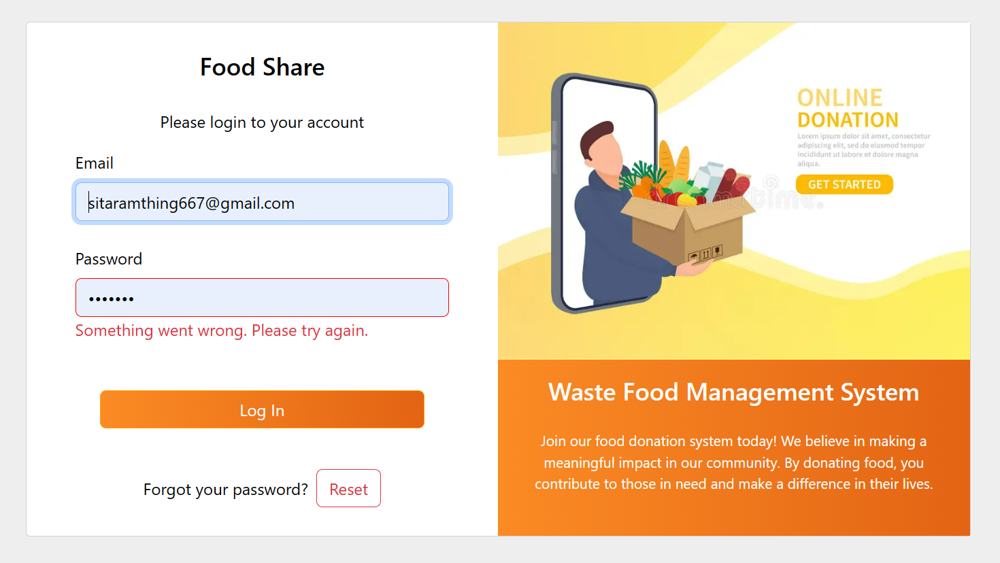 Food Share
Please login to your account
Email
sitaramthing667@gmail.com
Password
•••••••
Something went wrong. Please try again.
Log In
Forgot your password? Reset
ONLINE
DONATION
Lorem ipsum dolor sit amet, consectetur
adipiscing elit, sed do eiusmod tempor
incididunt ut labore et dolore magna
aliqua.
GET STARTED
dreamstime.
Waste Food Management System
Join our food donation system today! We believe in making a
meaningful impact in our community. By donating food, you
contribute to those in need and make a difference in their lives.